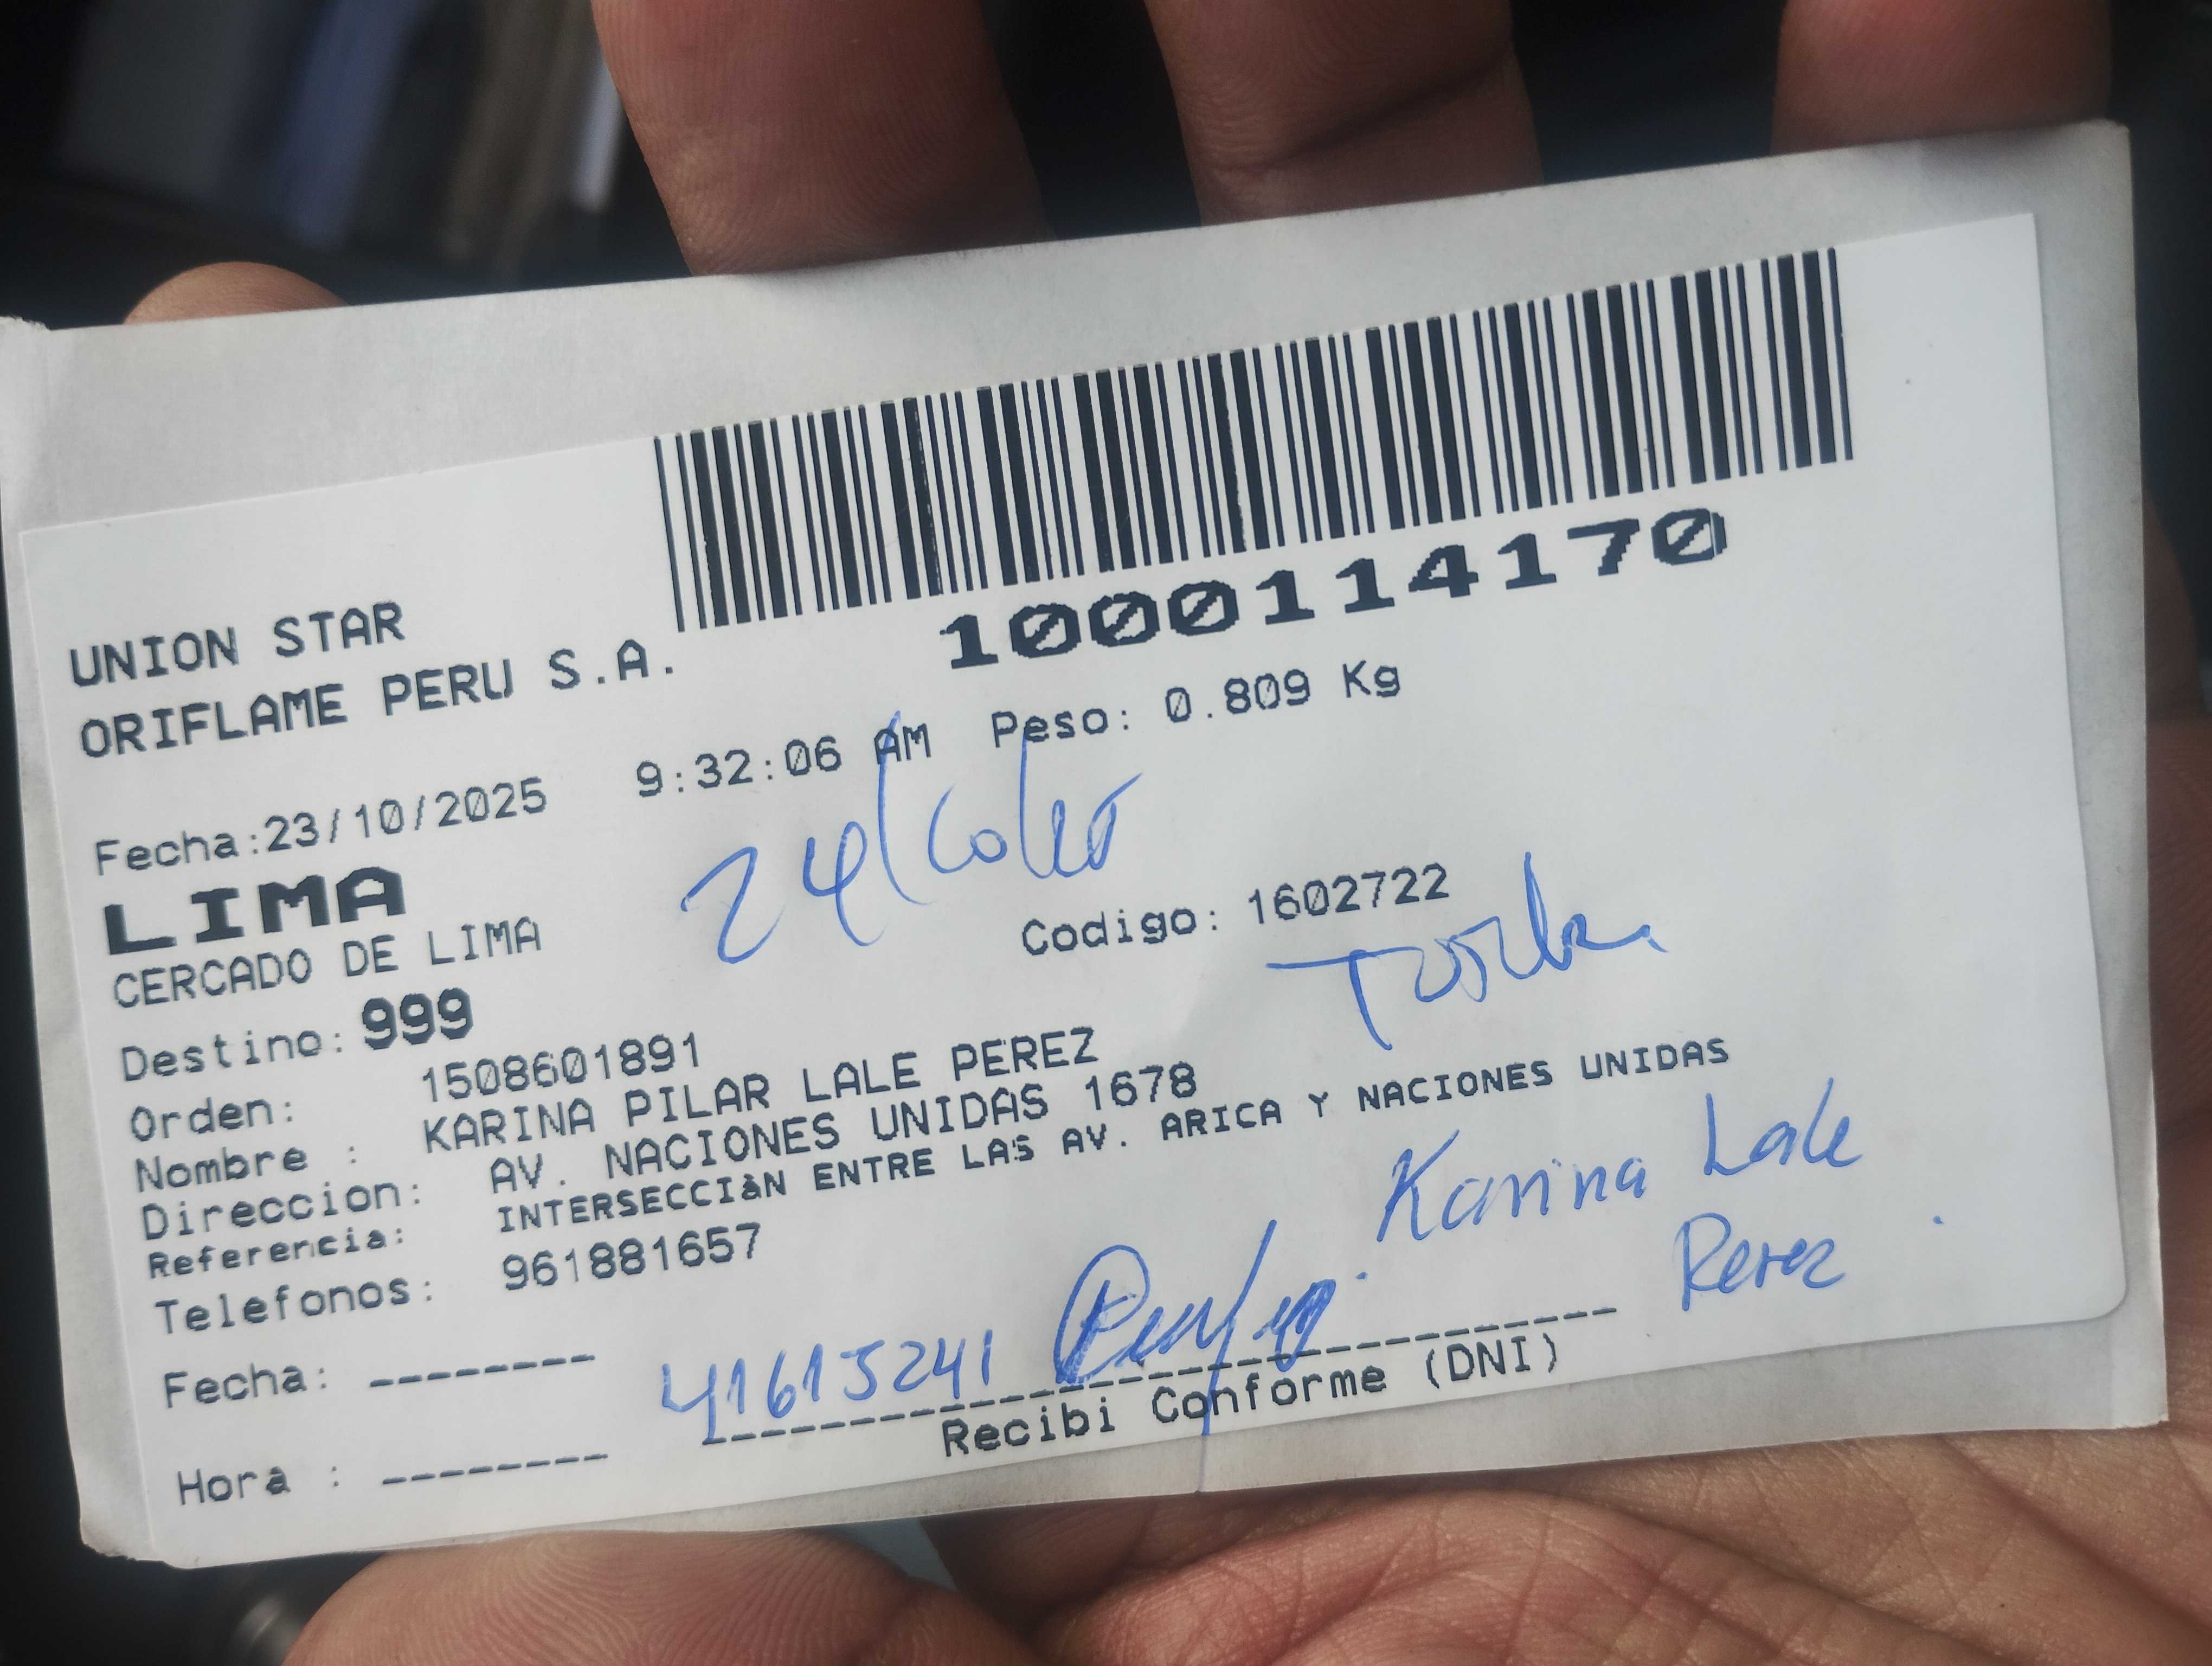 1000114170
UNION STAR
ORIFLAME PERU S.A.
Fecha:23/10/2025 9:32:06 AM Peso: 0.809 Kg
LIMA
24
CERCADO DE LIMA Codigo: 1602722
Destino: 999
Orden: 1508601891
Nombre : KARINA PILAR LALE PEREZ
Direccion: AV. NACIONES UNIDAS 1678
Referencia: INTERSECCIàN ENTRE LAS AV. ARICA Y NACIONES UNIDAS
Telefonos: 961881657
Karina Lale
Perez
Fecha: -------- 41615241
Recibi Conforme (DNI)
Hora : --------